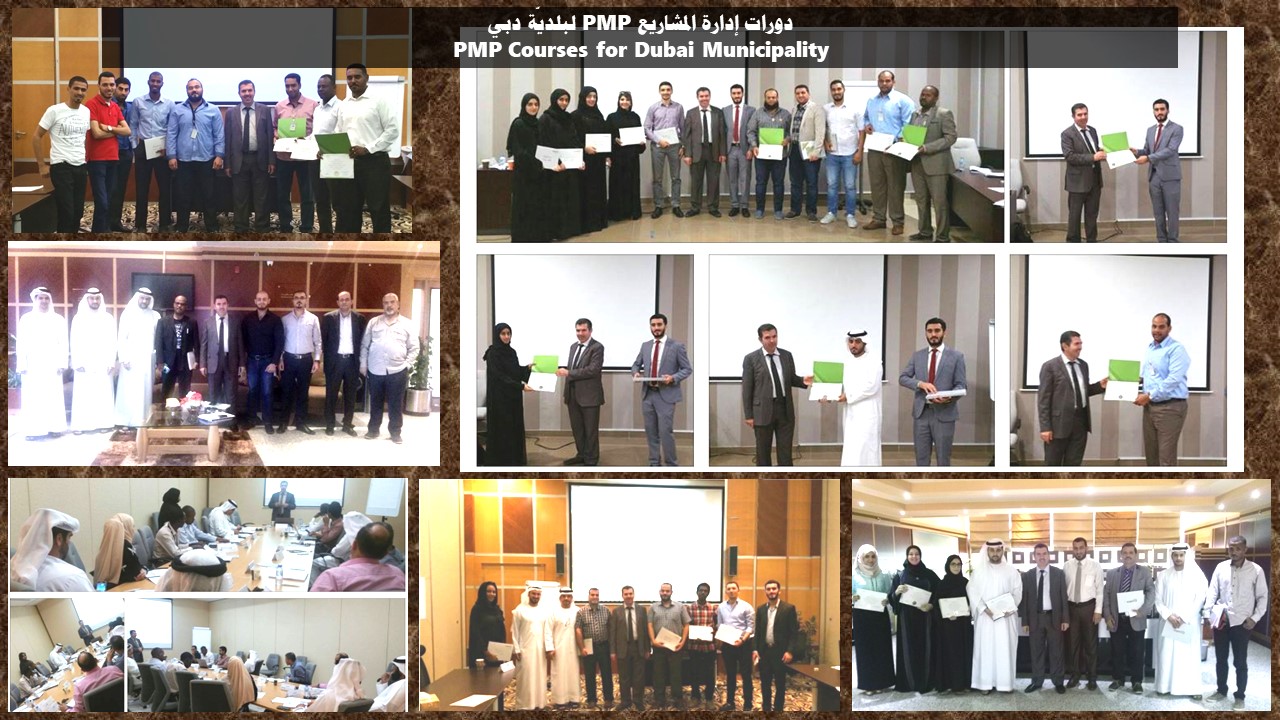 دورات إدارة المشاريع PMP لبلديّة دبي
PMP Courses for Dubai Municipality